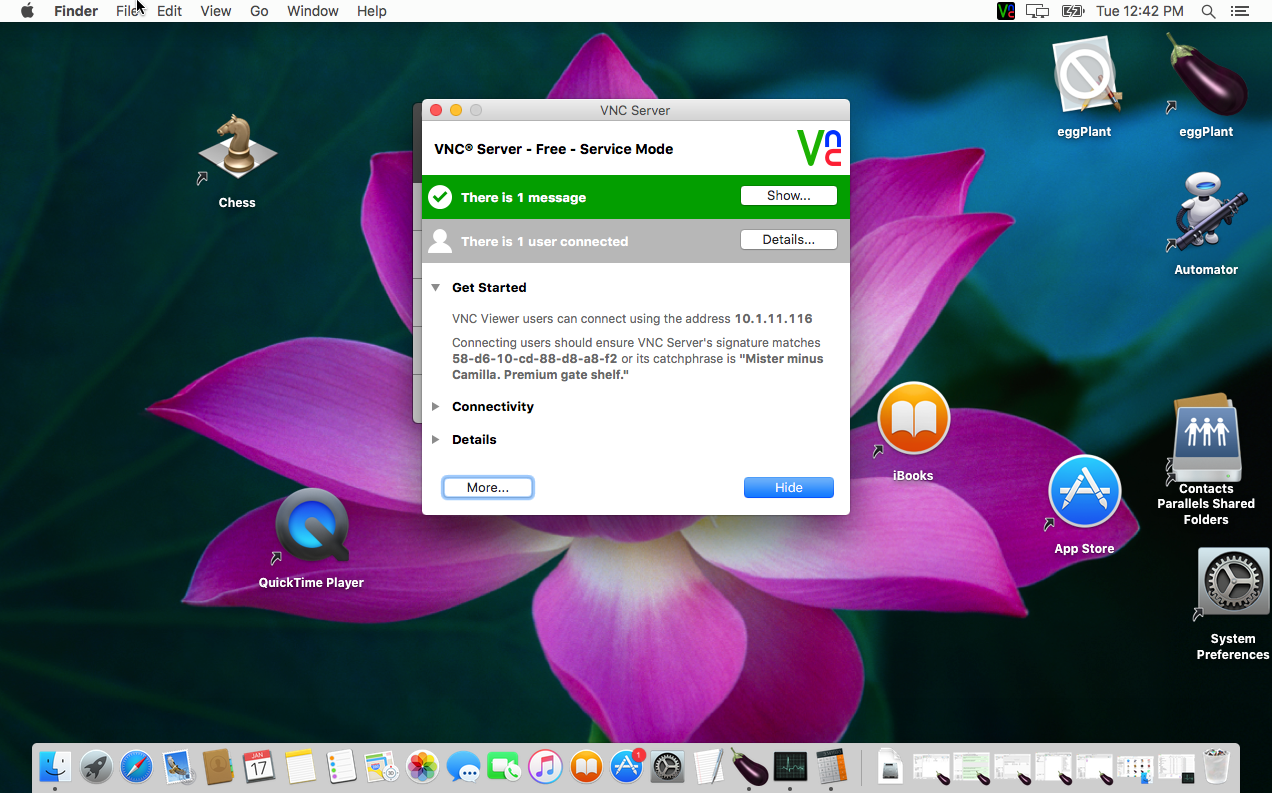 Finder File Edit View Go Window Help
Tue 12:42 PM
VNC Server
VNC® Server - Free - Service Mode
There is 1 message
Show...
There is 1 user connected
Details...
Get Started
VNC Viewer users can connect using the address 10.1.11.116
Connecting users should ensure VNC Server's signature matches
58-d6-10-cd-88-d8-a8-f2 or its catchphrase is "Mister minus
Camilla. Premium gate shelf."
Connectivity
Details
More...
Hide
Chess
QuickTime Player
eggPlant
eggPlant
Automator
iBooks
App Store
Contacts
Parallels Shared
Folders
System
Preferences
JAN
17
1